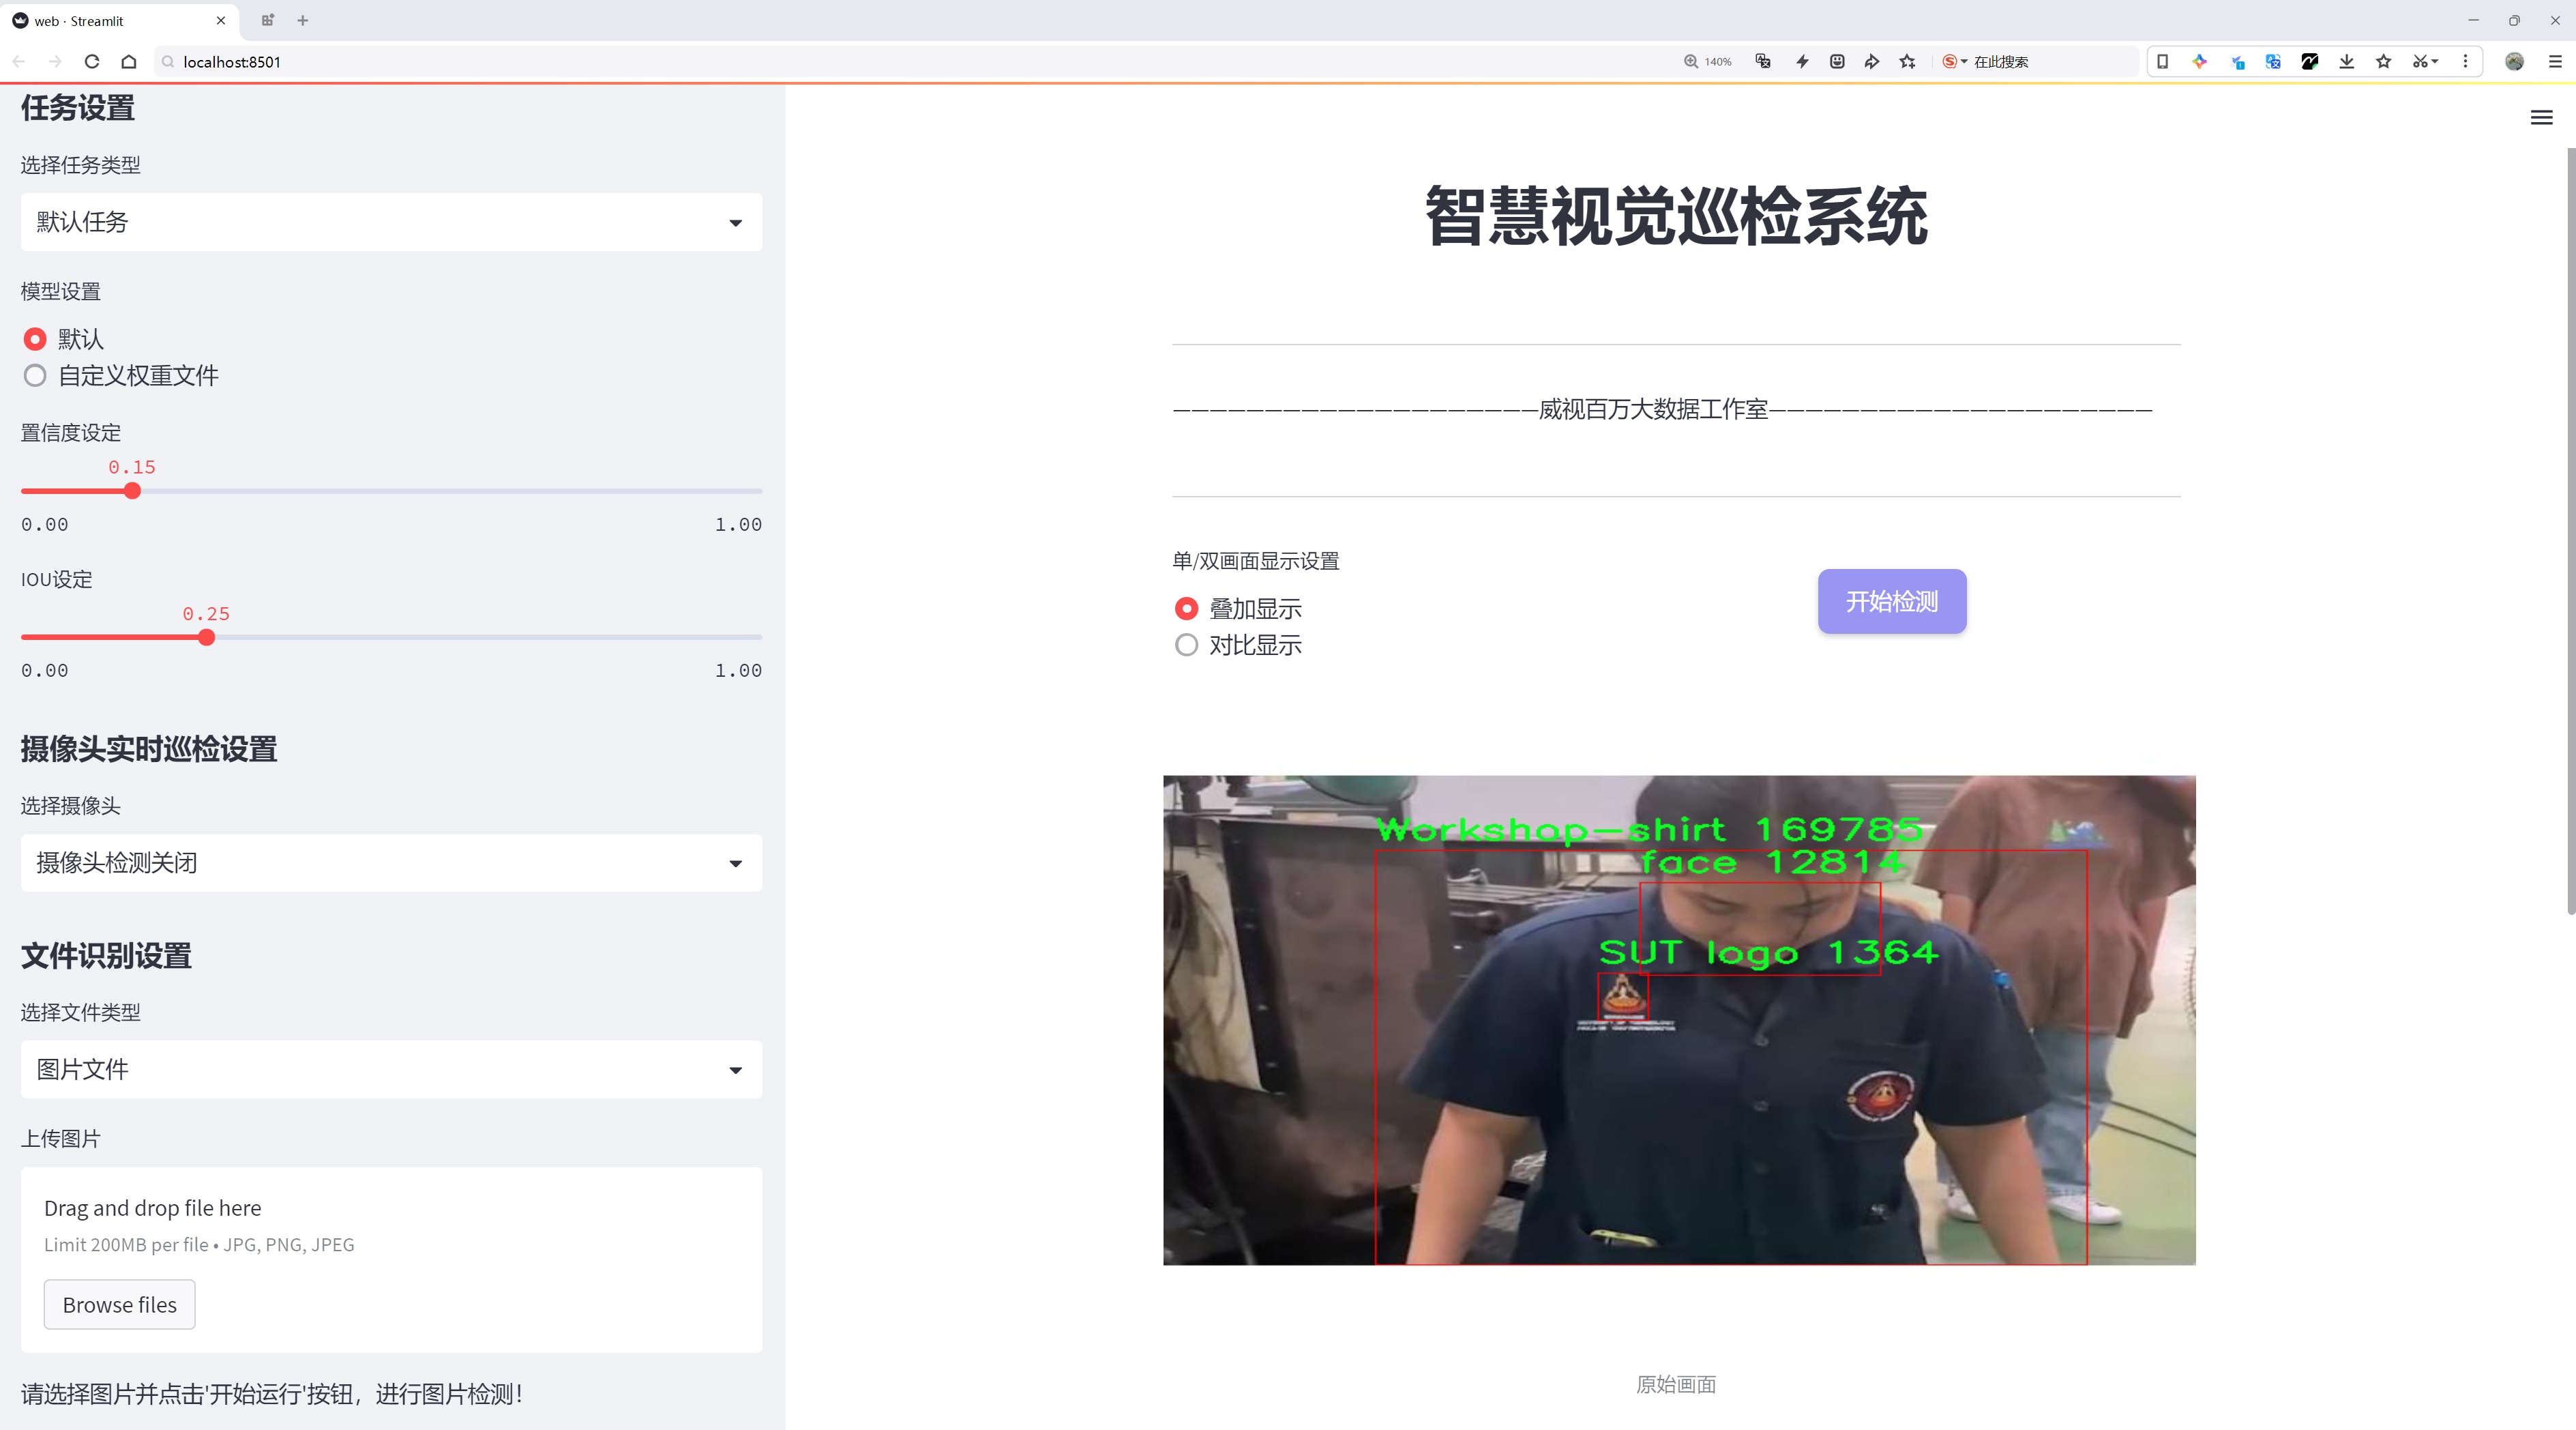 web · Streamlit
localhost:8501
140%
在此搜索
任务设置
选择任务类型
默认任务
模型设置
默认
自定义权重文件
置信度设定
0.15
0.00
1.00
IOU设定
0.25
0.00
1.00
摄像头实时巡检设置
选择摄像头
摄像头检测关闭
文件识别设置
选择文件类型
图片文件
上传图片
Drag and drop file here
Limit 200MB per file • JPG, PNG, JPEG
Browse files
请选择图片并点击'开始运行'按钮，进行图片检测！
智慧视觉巡检系统
————————————————————威视百万大数据工作室—————————————————————
单/双画面显示设置
叠加显示
对比显示
开始检测
Workshop-shirt 169785
face 12814
SUT logo 1364
原始画面